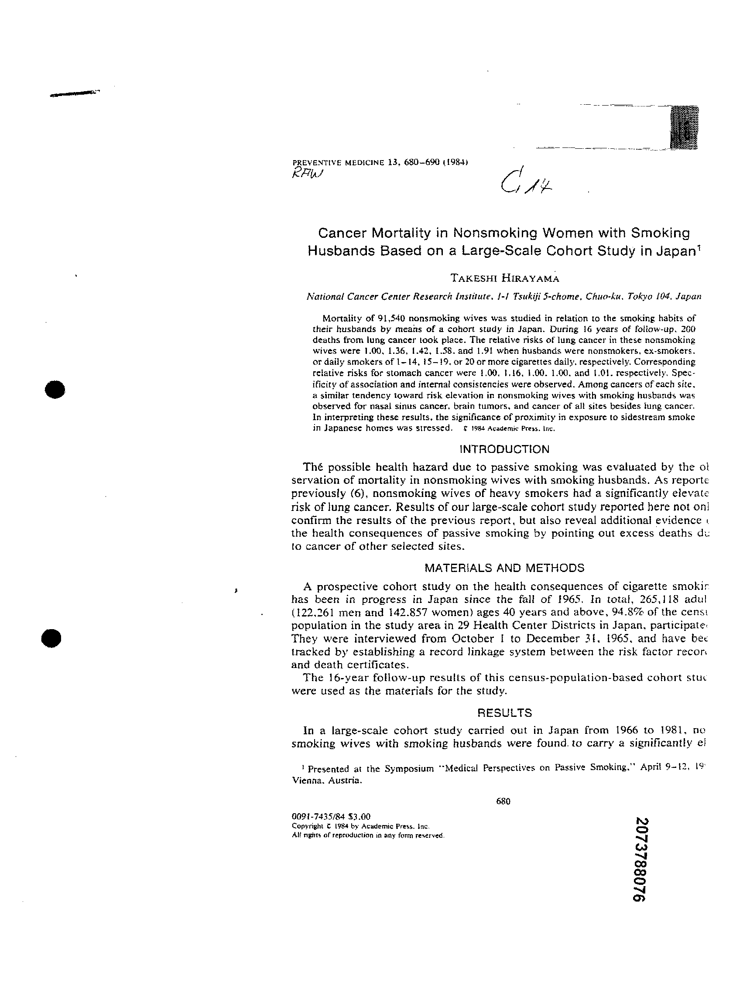 PREVENTIVE MEDICINE 13, 680–690 (1984)
RFW
C, 14
Cancer Mortality in Nonsmoking Women with Smoking
Husbands Based on a Large-Scale Cohort Study in Japan¹
TAKESHI HIRAYAMA
National Cancer Center Research Institute, 1-1 Tsukiji 5-chome, Chuo-ku, Tokyo 104, Japan
Mortality of 91,540 nonsmoking wives was studied in relation to the smoking habits of
their husbands by means of a cohort study in Japan. During 16 years of follow-up, 200
deaths from lung cancer took place. The relative risks of lung cancer in these nonsmoking
wives were 1.00, 1.36, 1.42, 1.58, and 1.91 when husbands were nonsmokers, ex-smokers,
or daily smokers of 1–14, 15–19, or 20 or more cigarettes daily, respectively. Corresponding
relative risks for stomach cancer were 1.00, 1.16, 1.00, 1.00, and 1.01, respectively. Spec-
ificity of association and internal consistencies were observed. Among cancers of each site,
a similar tendency toward risk elevation in nonsmoking wives with smoking husbands was
observed for nasal sinus cancer, brain tumors, and cancer of all sites besides lung cancer.
In interpreting these results, the significance of proximity in exposure to sidestream smoke
in Japanese homes was stressed. © 1984 Academic Press, Inc.
INTRODUCTION
The possible health hazard due to passive smoking was evaluated by the ol
servation of mortality in nonsmoking wives with smoking husbands. As reporte
previously (6), nonsmoking wives of heavy smokers had a significantly elevate
risk of lung cancer. Results of our large-scale cohort study reported here not onl
confirm the results of the previous report, but also reveal additional evidence
the health consequences of passive smoking by pointing out excess deaths du
to cancer of other selected sites.
MATERIALS AND METHODS
A prospective cohort study on the health consequences of cigarette smokir
has been in progress in Japan since the fall of 1965. In total, 265,118 adul
(122,261 men and 142,857 women) ages 40 years and above, 94.8% of the censu
population in the study area in 29 Health Center Districts in Japan, participate
They were interviewed from October 1 to December 31, 1965, and have bee
tracked by establishing a record linkage system between the risk factor recor
and death certificates.
The 16-year follow-up results of this census-population-based cohort stud
were used as the materials for the study.
RESULTS
In a large-scale cohort study carried out in Japan from 1966 to 1981, no
smoking wives with smoking husbands were found to carry a significantly el
¹ Presented at the Symposium "Medical Perspectives on Passive Smoking," April 9–12, 19
Vienna, Austria.
680
0091-7435/84 $3.00
Copyright © 1984 by Academic Press, Inc.
All rights of reproduction in any form reserved.
2073788076